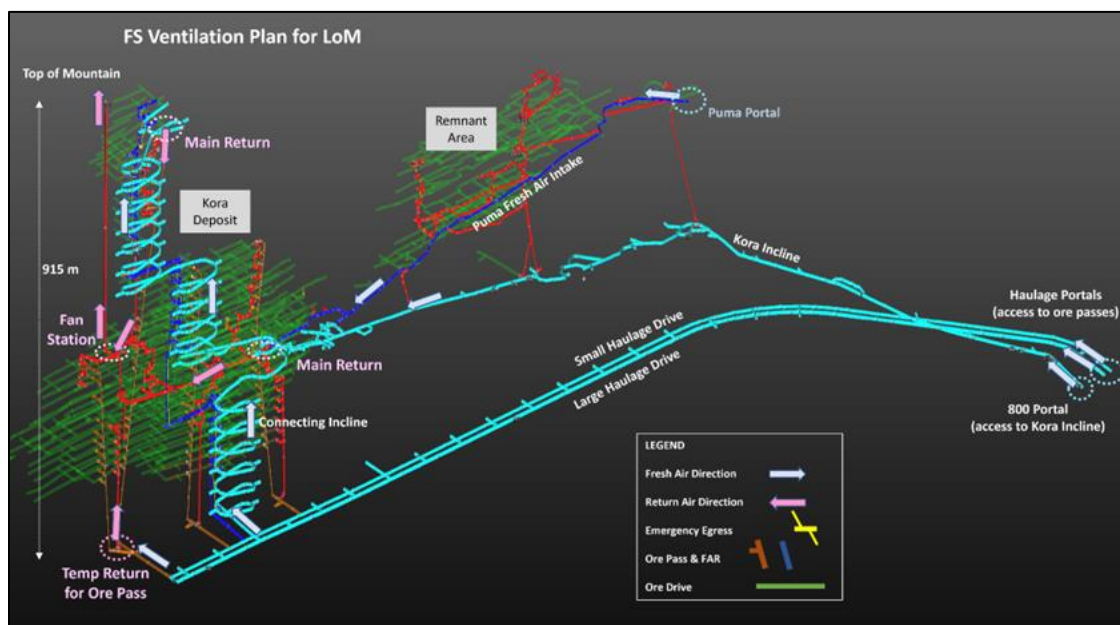 FS Ventilation Plan for LoM
Top of Mountain
Main Return
Kora
Deposit
915 m
Fan
Station
Main Return
Connecting Incline
Temp Return
for Ore Pass
Remnant
Area
Puma Fresh Air Intake
Puma Portal
Kora Incline
Small Haulage Drive
Large Haulage Drive
Haulage Portals
(access to ore passes)
800 Portal
(access to Kora Incline)
LEGEND
Fresh Air Direction
Return Air Direction
Emergency Egress
Ore Pass & FAR
Ore Drive